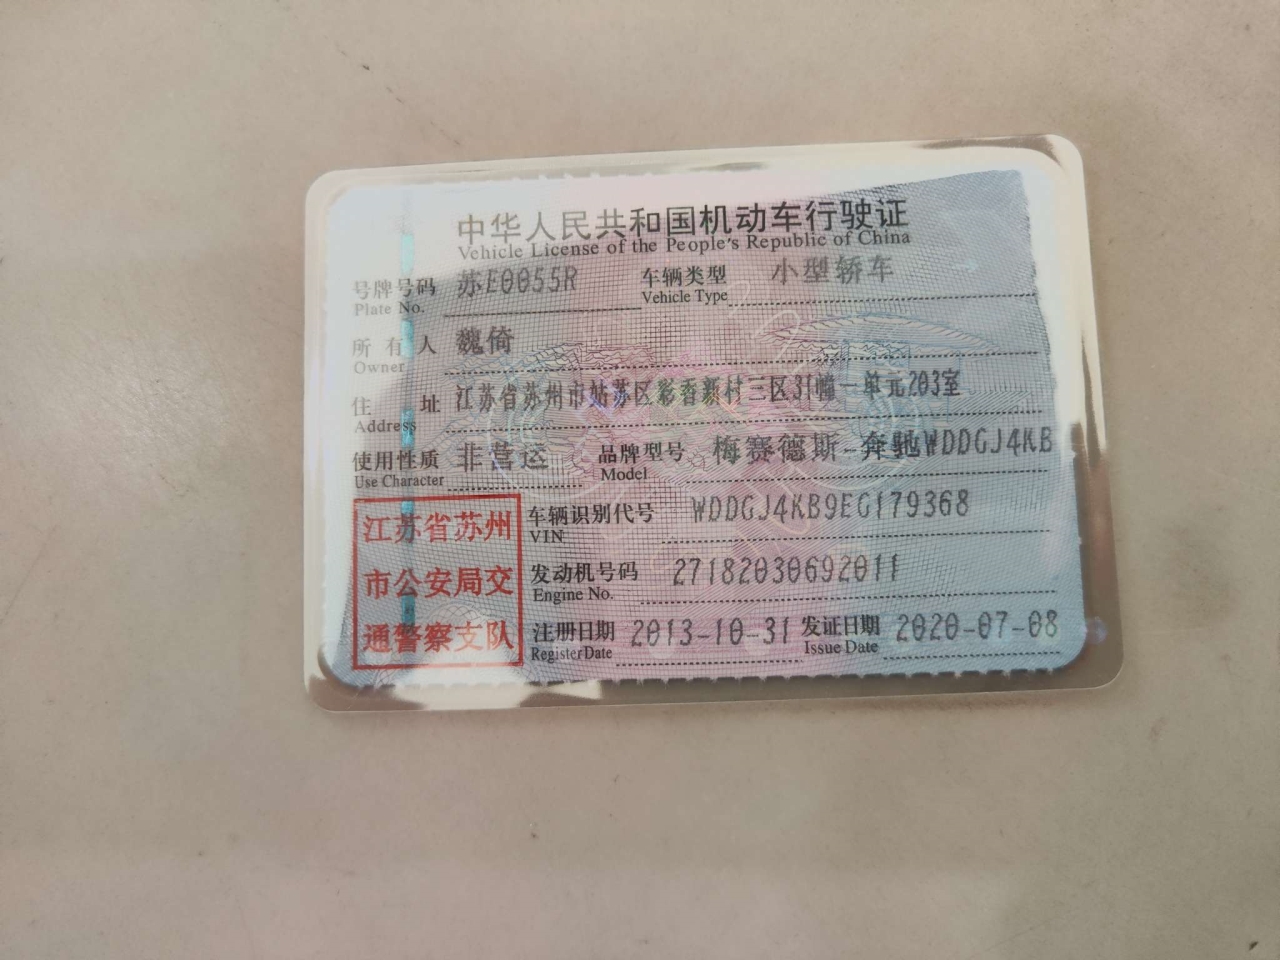 中华人民共和国机动车行驶证
Vehicle License of the People's Republic of China
号牌号码 苏E0055R 车辆类型 小型轿车
Plate No. Vehicle Type
所有人 魏倚
Owner
住址 江苏省苏州市姑苏区彩香新村三区31幢一单元203室
Address
使用性质 非营运 品牌型号 梅赛德斯-奔驰WDDGJ4KB
Use Character Model
江苏省苏州
市公安局交
通警察支队
车辆识别代号 WDDGJ4KB9EG179368
VIN
发动机号码 27182030692011
Engine No.
注册日期 2013-10-31 发证日期 2020-07-08
Register Date Issue Date